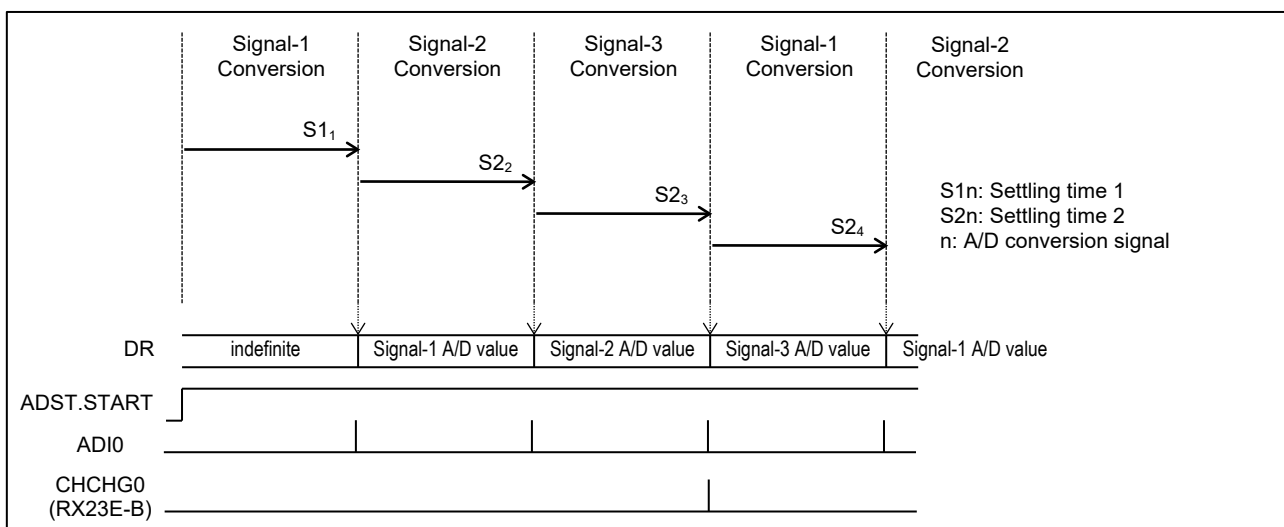 Signal-1 Signal-2 Signal-3 Signal-1 Signal-2
Conversion Conversion Conversion Conversion Conversion
S1₁
S2₂
S2₃
S2₄
S1n: Settling time 1
S2n: Settling time 2
n: A/D conversion signal
DR indefinite Signal-1 A/D value Signal-2 A/D value Signal-3 A/D value Signal-1 A/D value
ADST.START
ADI0
CHCHG0
(RX23E-B)